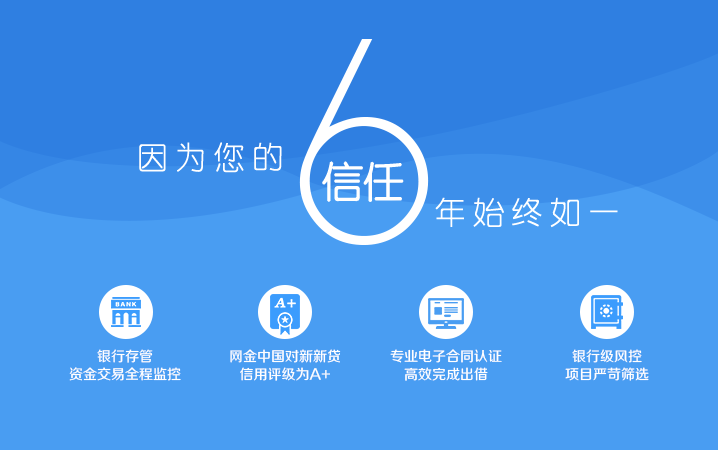 因为您的
6
信任
年始终如一
BANK
A+
银行存管
资金交易全程监控
网金中国对新新贷
信用评级为A+
专业电子合同认证
高效完成出借
银行级风控
项目严苛筛选